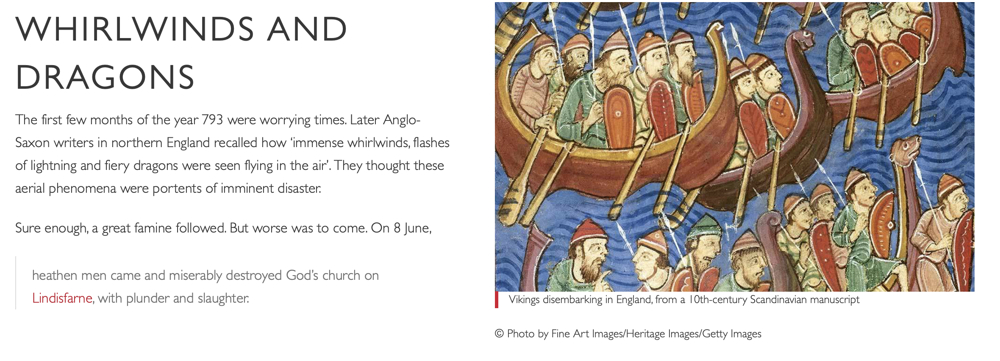 WHIRLWINDS AND
DRAGONS
The first few months of the year 793 were worrying times. Later Anglo-
Saxon writers in northern England recalled how ‘immense whirlwinds, flashes
of lightning and fiery dragons were seen flying in the air’. They thought these
aerial phenomena were portents of imminent disaster.
Sure enough, a great famine followed. But worse was to come. On 8 June,
heathen men came and miserably destroyed God’s church on
Lindisfarne, with plunder and slaughter.
Vikings disembarking in England, from a 10th-century Scandinavian manuscript
© Photo by Fine Art Images/Heritage Images/Getty Images